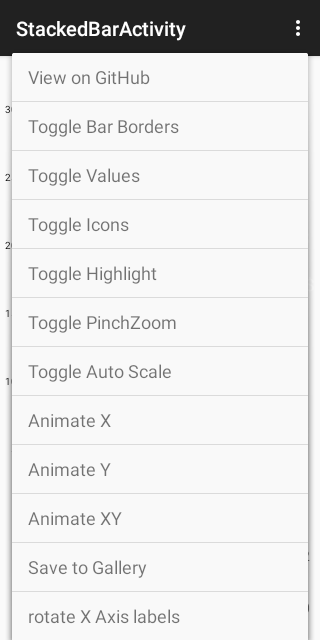 StackedBarActivity
View on GitHub
Toggle Bar Borders
Toggle Values
Toggle Icons
Toggle Highlight
Toggle PinchZoom
Toggle Auto Scale
Animate X
Animate Y
Animate XY
Save to Gallery
rotate X Axis labels